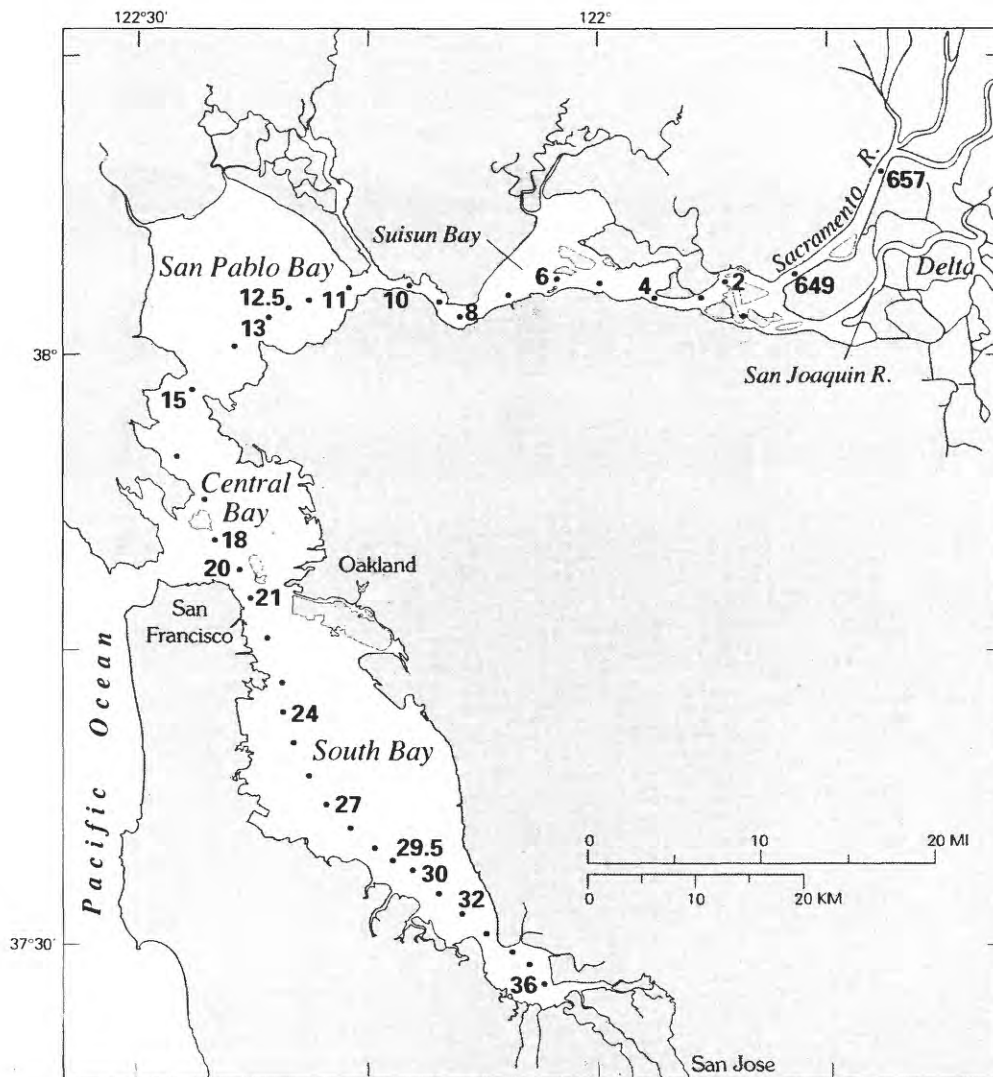 122°30'
122°
Sacramento R.
657
Suisun Bay
San Pablo Bay
6
4
2
649
Delta
12.5
11
10
8
13
38°
San Joaquin R.
15
Central
Bay
18
20
Oakland
21
San
Francisco
Pacific Ocean
24
South Bay
27
0 10 20 MI
29.5
30
0 10 20 KM
32
37°30'
36
San Jose